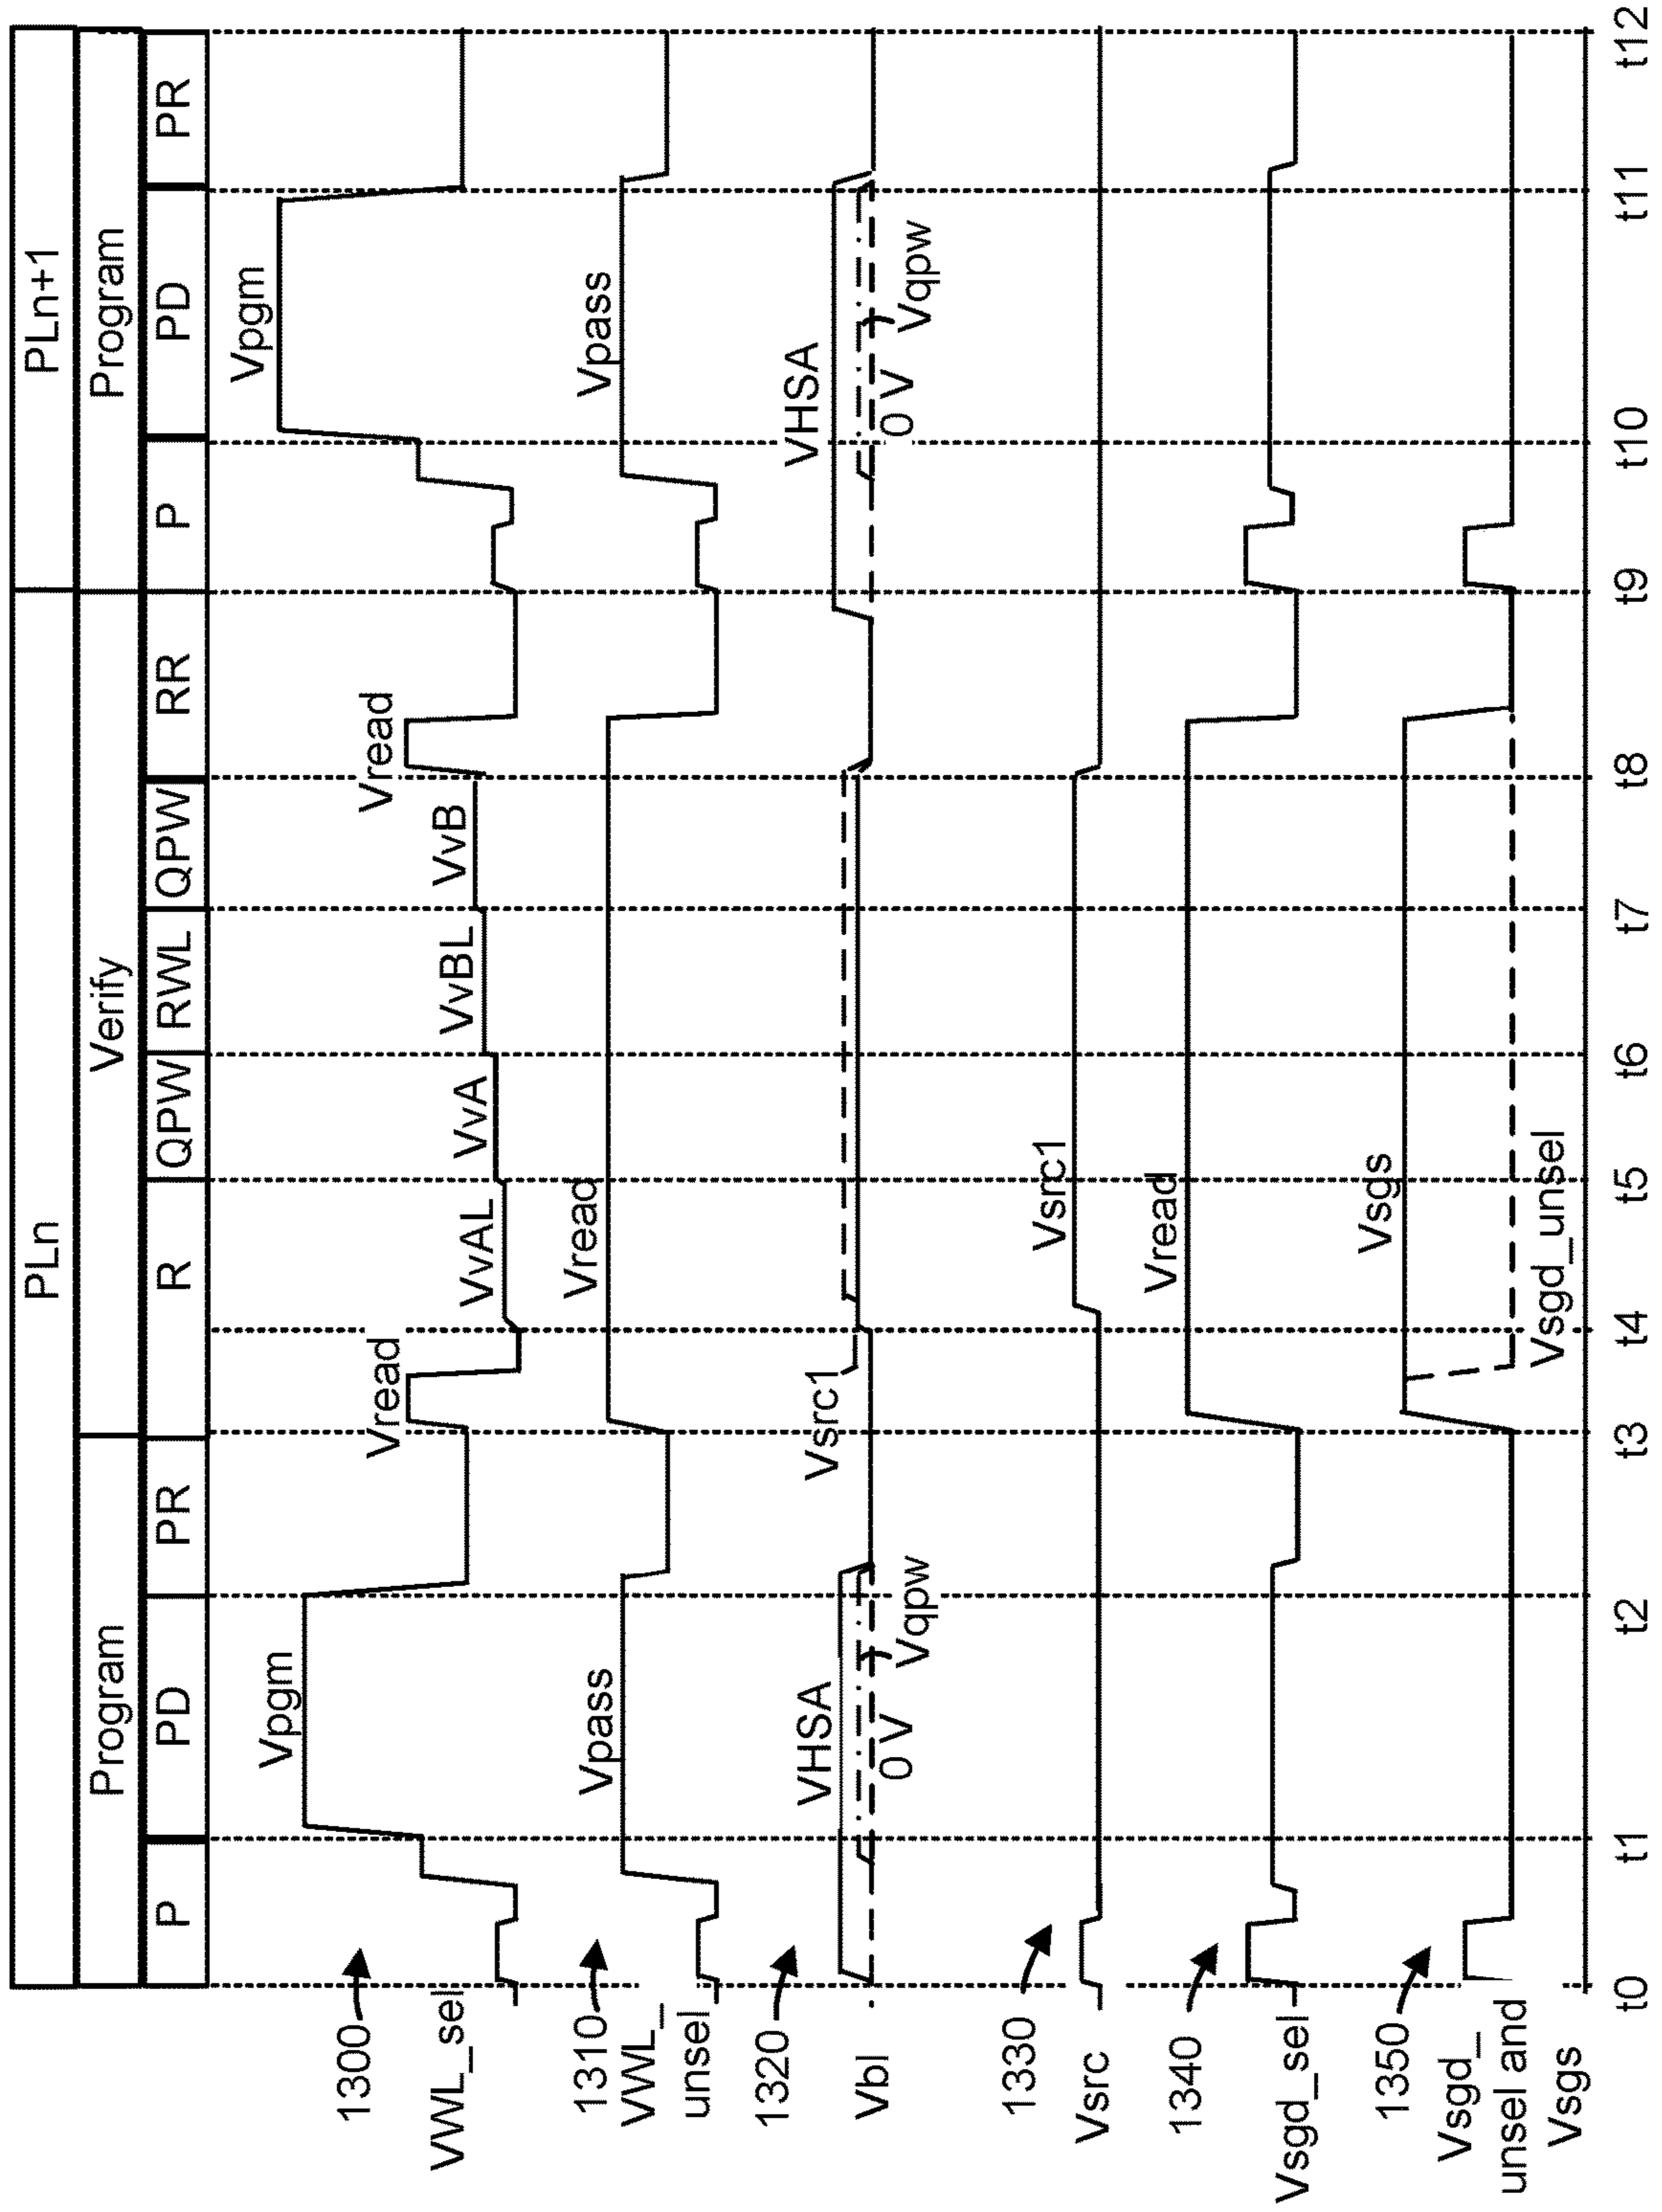 PLn PLn+1
Program Verify Program
P PD PR R QPW RWL QPW RR P PD PR
1300
VWL_sel
Vpgm
Vread
VvAL
VvA
VvBL
VvB
Vread
Vpgm
1310
VWL_
unsel
Vpass
Vread
Vpass
1320
Vbl
VHSA
0 V
Vqpw
Vsrc1
VHSA
0 V
Vqpw
1330
Vsrc
Vsrc1
1340
Vsgd_sel
Vread
1350
Vsgd_
unsel and
Vsgs
Vsgs
Vsgd_unsel
t0 t1 t2 t3 t4 t5 t6 t7 t8 t9 t10 t11 t12